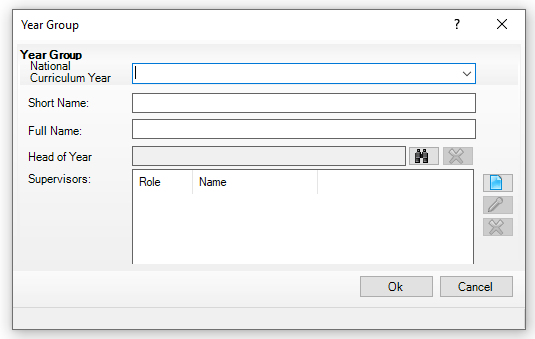 Year Group
?
Year Group
National
Curriculum Year
Short Name:
Full Name:
Head of Year
Supervisors:
Role Name
Ok Cancel